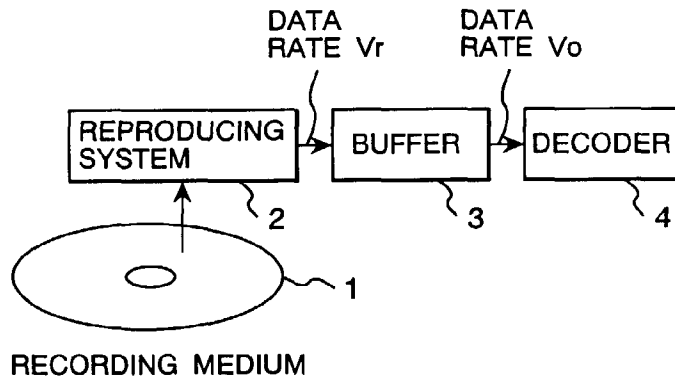 DATA
RATE Vr
DATA
RATE Vo
REPRODUCING
SYSTEM
BUFFER
DECODER
2
3
4
1
RECORDING MEDIUM